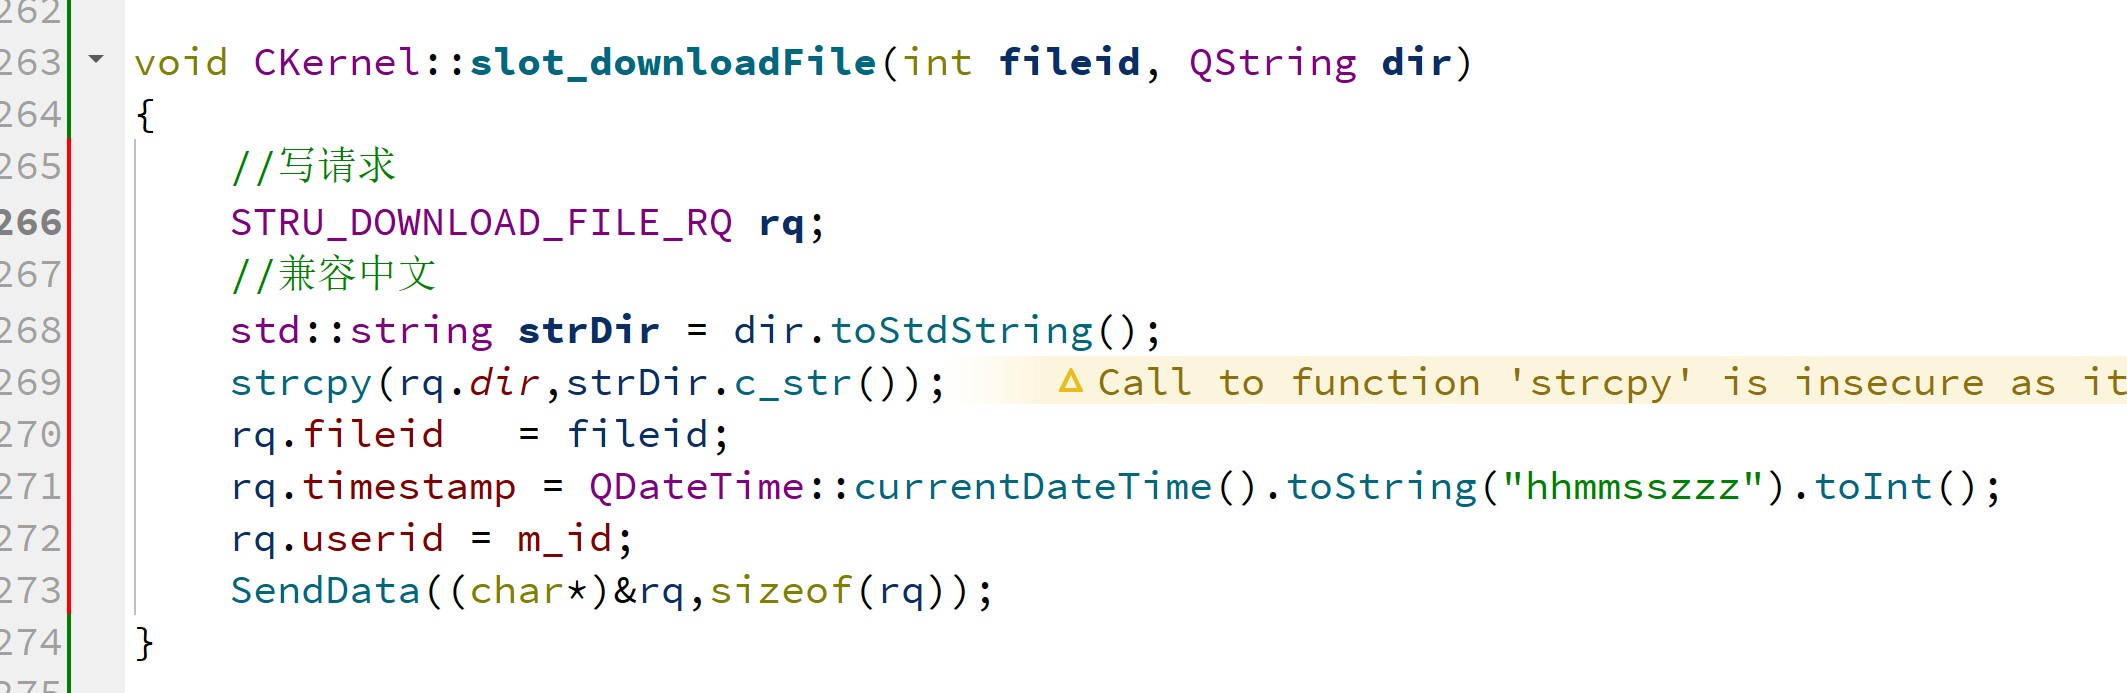 262
263 void CKernel::slot_downloadFile(int fileid, QString dir)
264 {
265 //写请求
266 STRU_DOWNLOAD_FILE_RQ rq;
267 //兼容中文
268 std::string strDir = dir.toStdString();
269 strcpy(rq.dir,strDir.c_str()); Call to function 'strcpy' is insecure as it
270 rq.fileid   = fileid;
271 rq.timestamp = QDateTime::currentDateTime().toString("hhmmsszzz").toInt();
272 rq.userid = m_id;
273 SendData((char*)&rq,sizeof(rq));
274 }
275